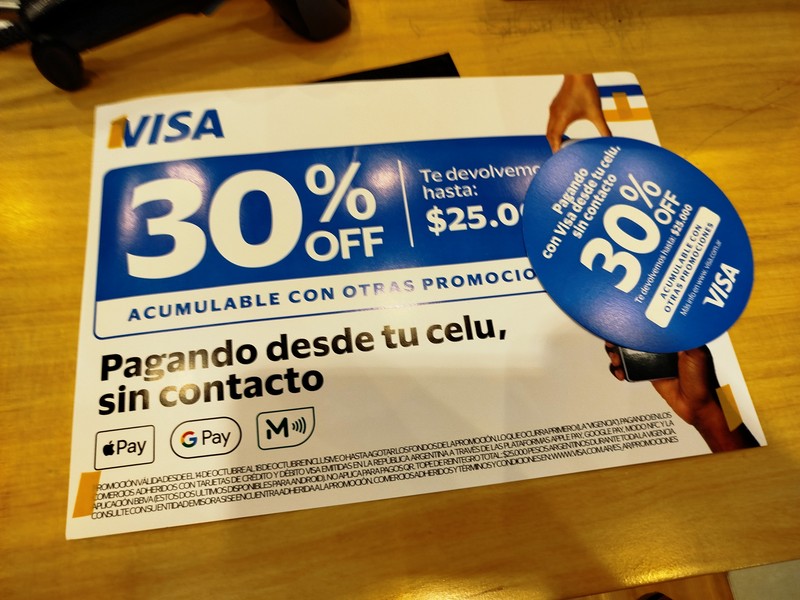 VISA
30%
OFF
Te devolvemo
hasta:
$25.00
ACUMULABLE CON OTRAS PROMOCIO
Pagando desde tu celu,
sin contacto
Pay
G Pay
M
PROMOCIÓN VÁLIDA DESDE EL 14 DE OCTUBRE AL 18 DE OCTUBRE INCLUSIVE O HASTA AGOTAR LOS FONDOS DE LA PROMOCIÓN, LO QUE OCURRA PRIMERO (LA VIGENCIA), PAGANDO EN LOS
COMERCIOS ADHERIDOS, CON TARJETAS DE CRÉDITO Y DÉBITO VISA EMITIDAS EN LA REPÚBLICA ARGENTINA A TRAVÉS DE LAS PLATAFORMAS APPLE PAY, GOOGLE PAY, MODO NFC Y LA
APLICACIÓN BBVA (ESTOS DOS ULTIMOS DISPONIBLES PARA ANDROID). NO APLICA PARA PAGOS QR. TOPE DE REINTEGRO TOTAL: $25.000 PESOS ARGENTINOS DURANTE TODA LA VIGENCIA.
CONSULTE CON SU ENTIDAD EMISORA SI SE ENCUENTRA ADHERIDA A LA PROMOCIÓN. COMERCIOS ADHERIDOS Y TÉRMINOS Y CONDICIONES EN: WWW.VISA.COM.AR/ES_AR/PROMOCIONES
Pagando
con Visa desde tu celu,
sin contacto
30%
OFF
Te devolvemos hasta: $25.000
ACUMULABLE CON
OTRAS PROMOCIONES
Más info en www.visa.com.ar
VISA